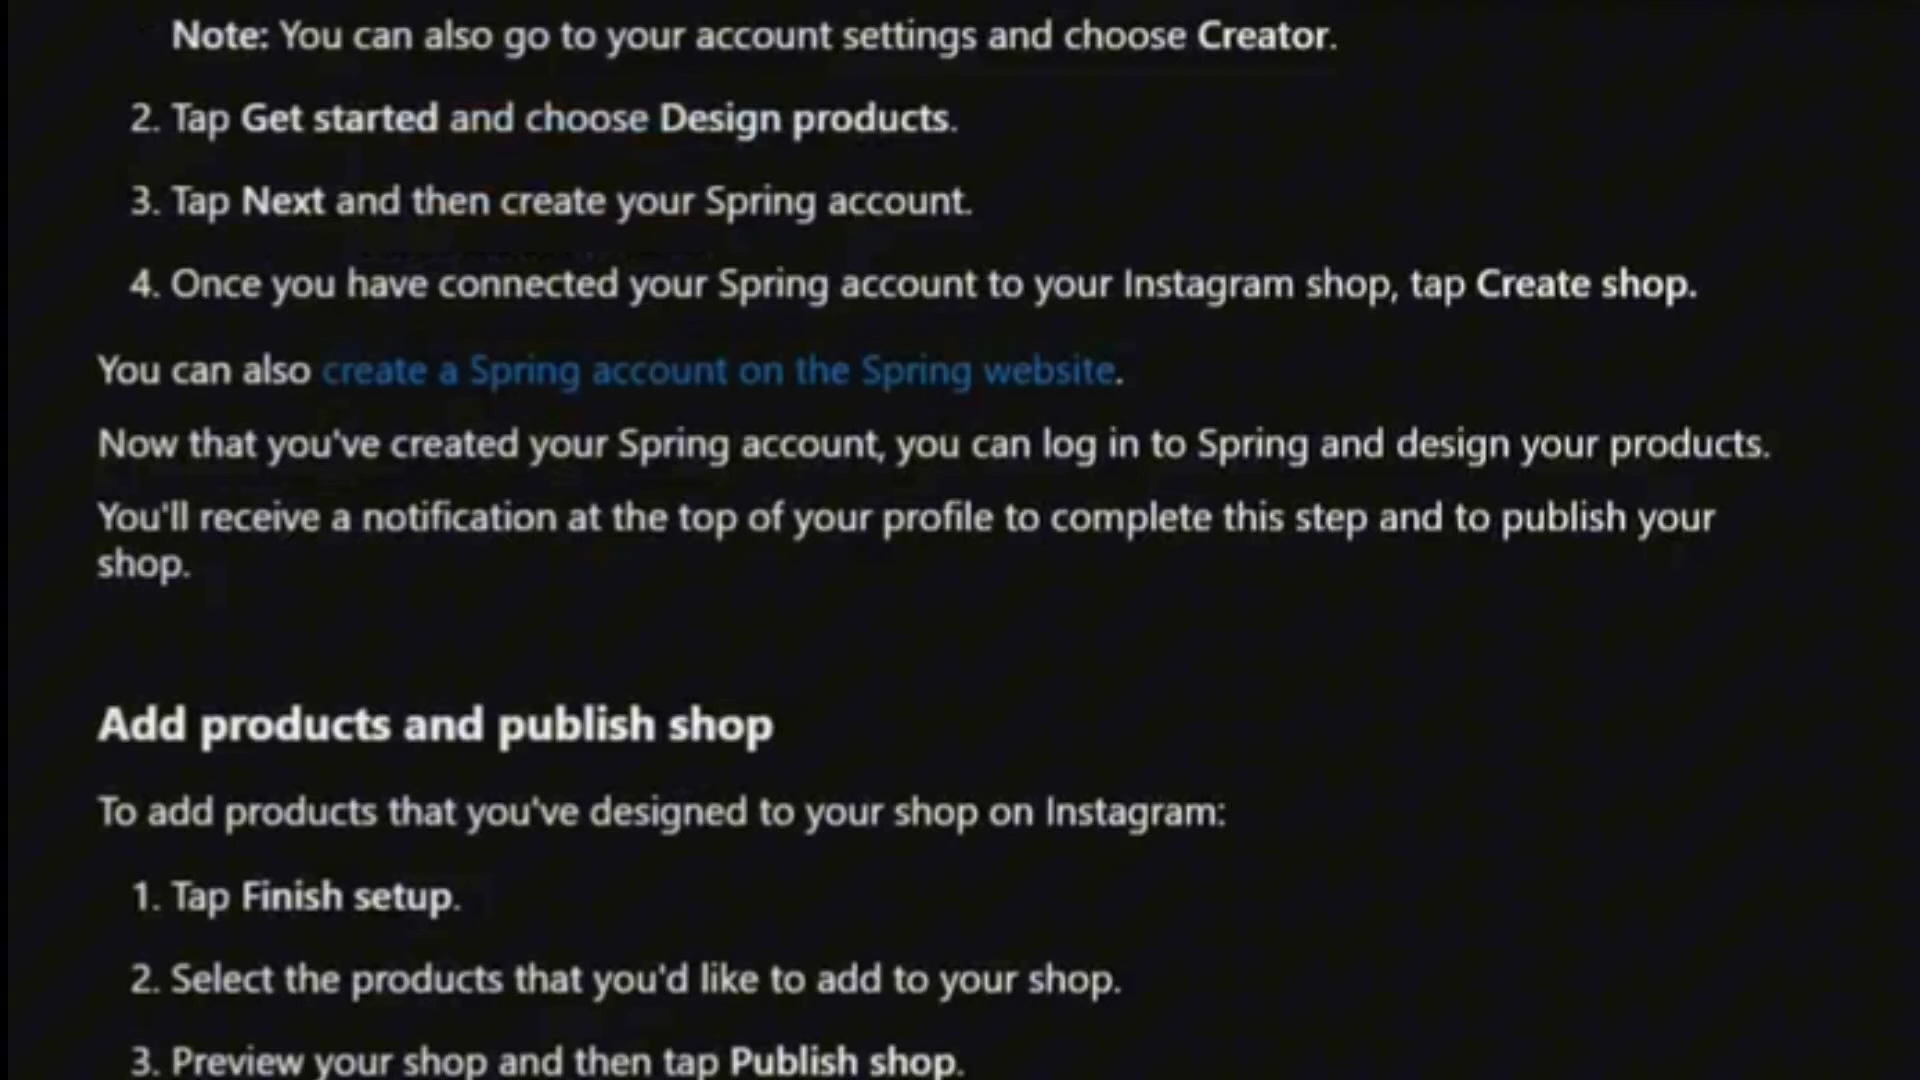 Note: You can also go to your account settings and choose Creator.
2. Tap Get started and choose Design products.
3. Tap Next and then create your Spring account.
4. Once you have connected your Spring account to your Instagram shop, tap Create shop.
You can also create a Spring account on the Spring website.
Now that you've created your Spring account, you can log in to Spring and design your products.
You'll receive a notification at the top of your profile to complete this step and to publish your
shop.
Add products and publish shop
To add products that you've designed to your shop on Instagram:
1. Tap Finish setup.
2. Select the products that you'd like to add to your shop.
3. Preview your shop and then tap Publish shop.